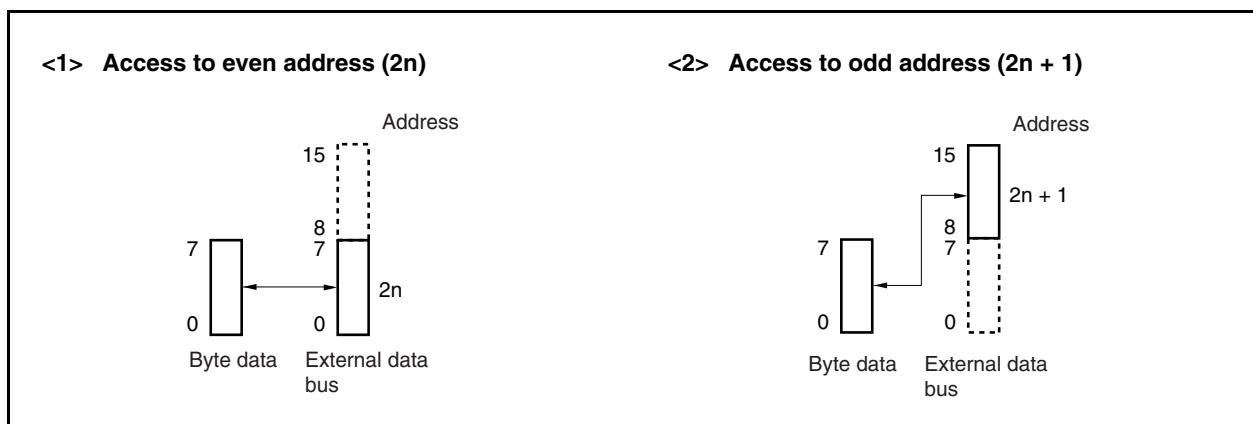 <1> Access to even address (2n)
Address
15
8
7
7
2n
0
0
Byte data
External data
bus
<2> Access to odd address (2n + 1)
Address
15
2n + 1
8
7
7
0
0
Byte data
External data
bus